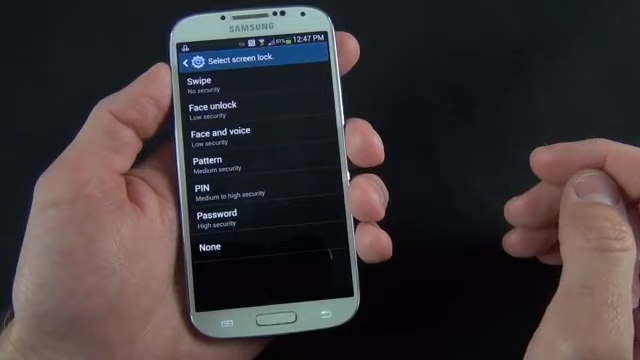 SAMSUNG
12:47 PM
Select screen lock.
Swipe
No security
Face unlock
Low security
Face and voice
Low security
Pattern
Medium security
PIN
Medium to high security
Password
High security
None